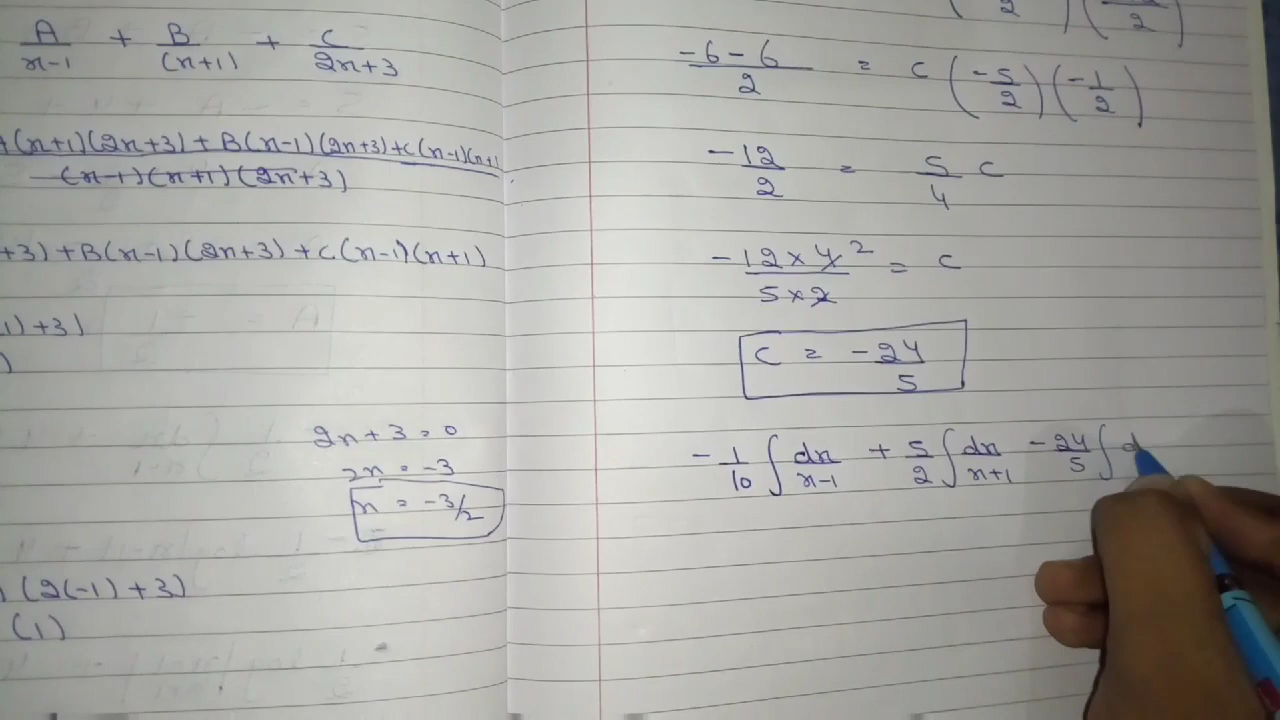 A/(x-1) + B/(x+1) + C/(2x+3)
(x+1)(2x+3) + B(x-1)(2x+3) + c(x-1)(x+1
(x-1)(x+1)(2x+3)
+3) + B(x-1)(2x+3) + c(x-1)(x+1)
1) + 3)
)
2x + 3 = 0
2x = -3
x = -3/2
(2(-1) + 3)
(1)
(-6 - 6)/2 = c (-5/2)(-1/2)
-12/2 = 5/4 c
-12 × 4 2/5 × 2 = c
c = -24/5
-1/10 ∫ dx/(x-1) + 5/2 ∫ dx/(x+1) - 24/5 ∫ d